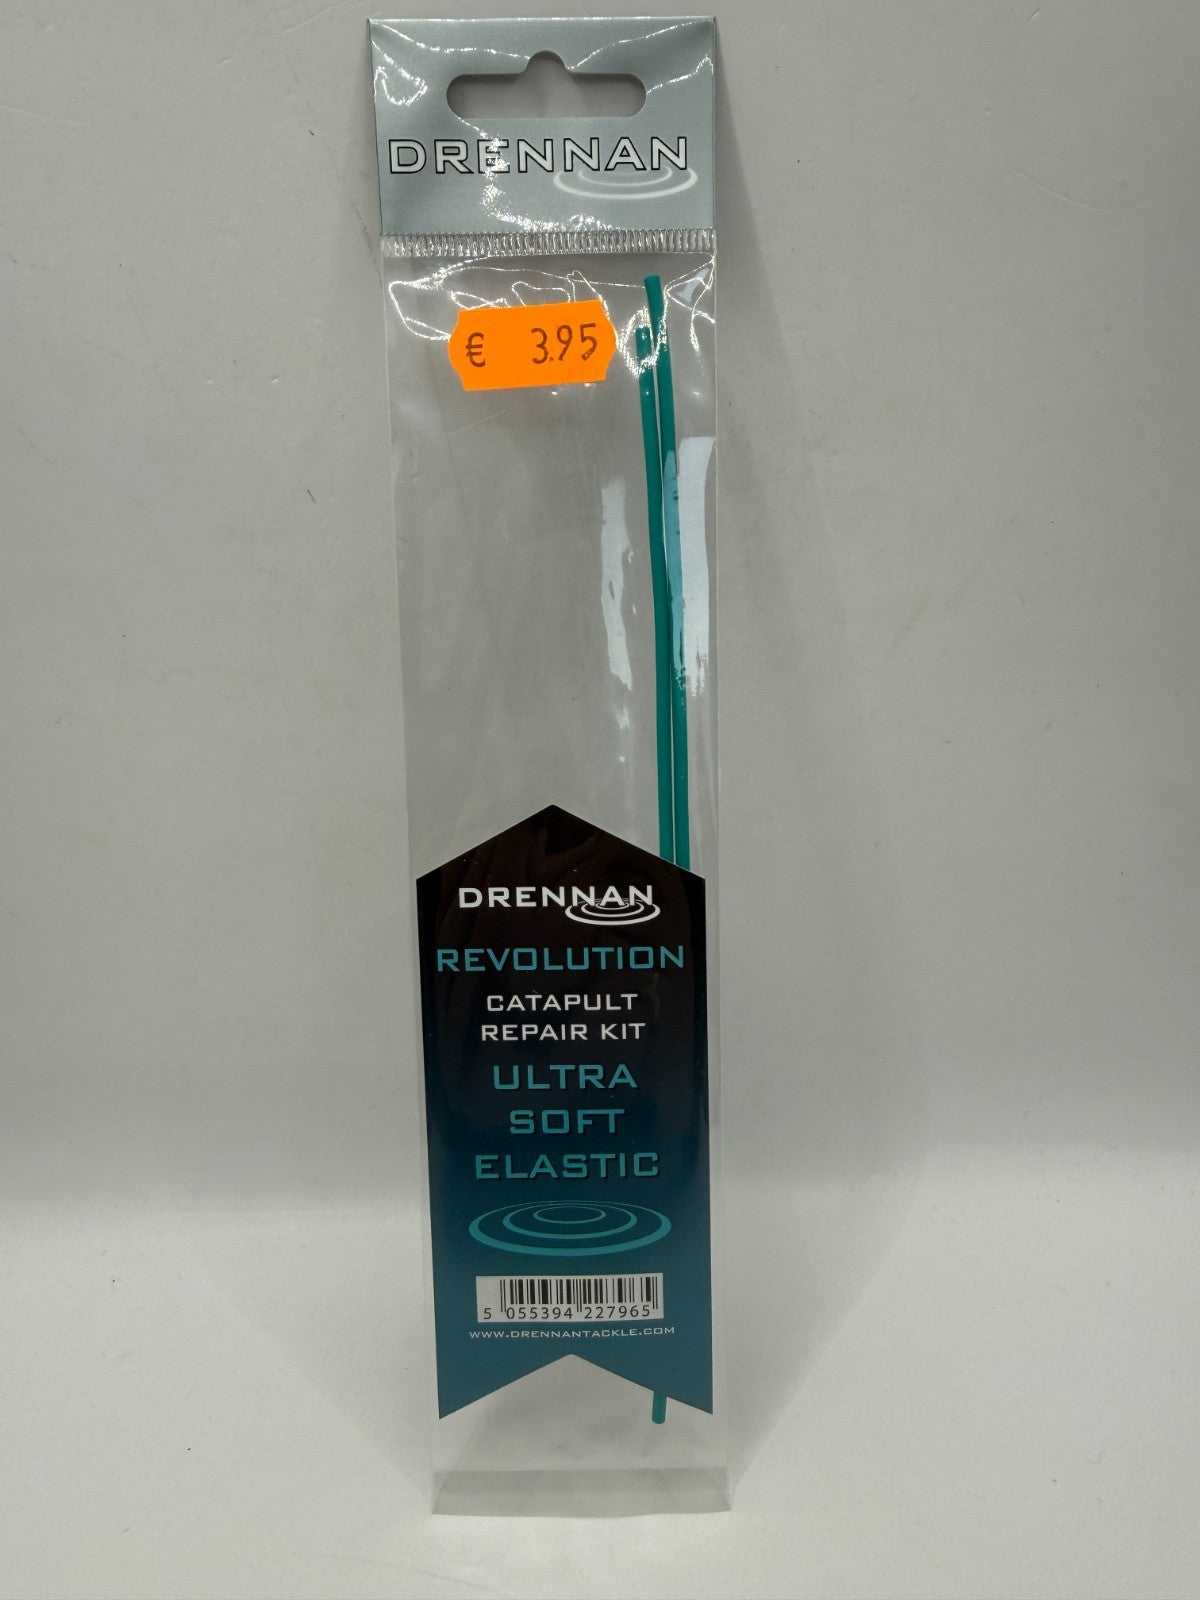 DRENNAN
€ 3.95
DRENNAN
REVOLUTION
CATAPULT
REPAIR KIT
ULTRA
SOFT
ELASTIC
5 055394 227965
WWW.DRENNANTACKLE.COM